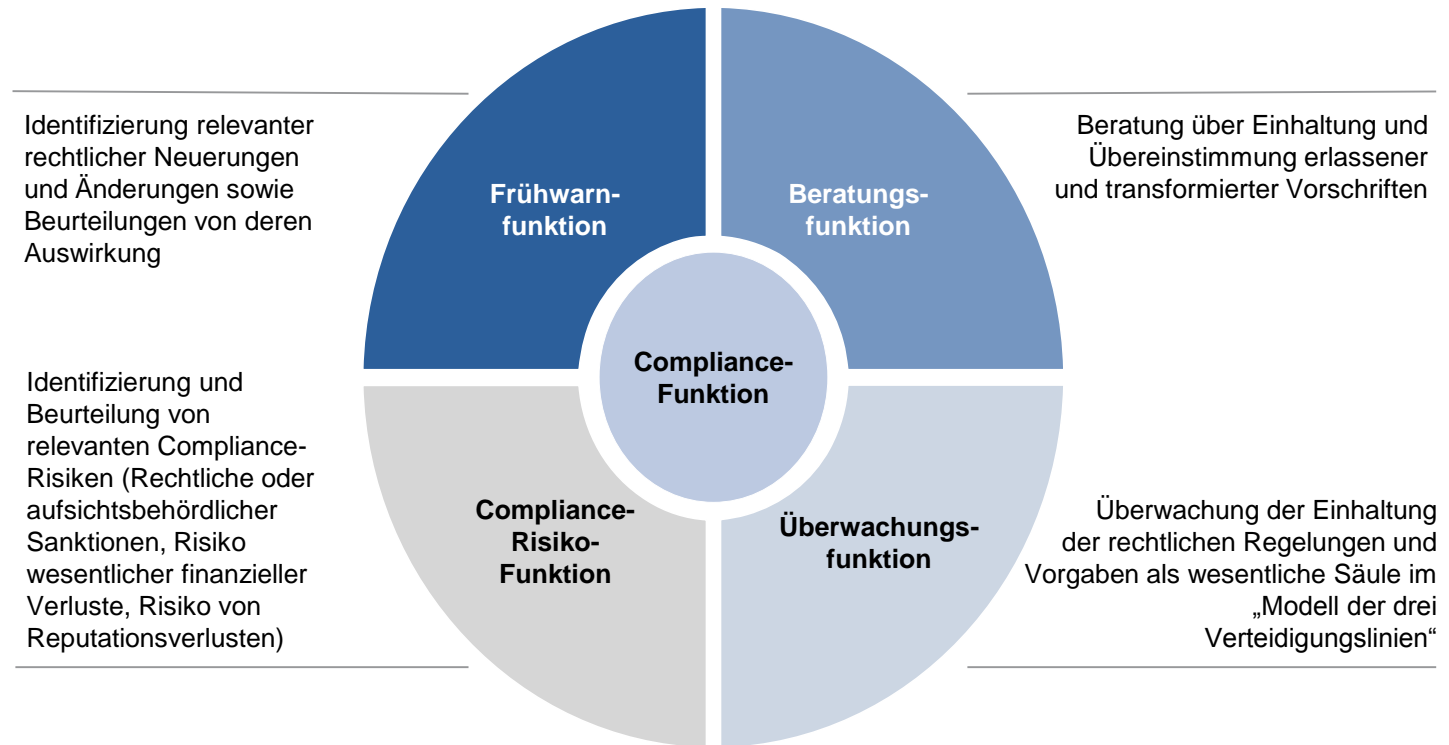 Identifizierung relevanter
rechtlicher Neuerungen
und Änderungen sowie
Beurteilungen von deren
Auswirkung
Frühwarn-
funktion
Beratungs-
funktion
Beratung über Einhaltung und
Übereinstimmung erlassener
und transformierter Vorschriften
Compliance-
Funktion
Identifizierung und
Beurteilung von
relevanten Compliance-
Risiken (Rechtliche oder
aufsichtsbehördlicher
Sanktionen, Risiko
wesentlicher finanzieller
Verluste, Risiko von
Reputationsverlusten)
Compliance-
Risiko-
Funktion
Überwachungs-
funktion
Überwachung der Einhaltung
der rechtlichen Regelungen und
Vorgaben als wesentliche Säule im
„Modell der drei
Verteidigungslinien“